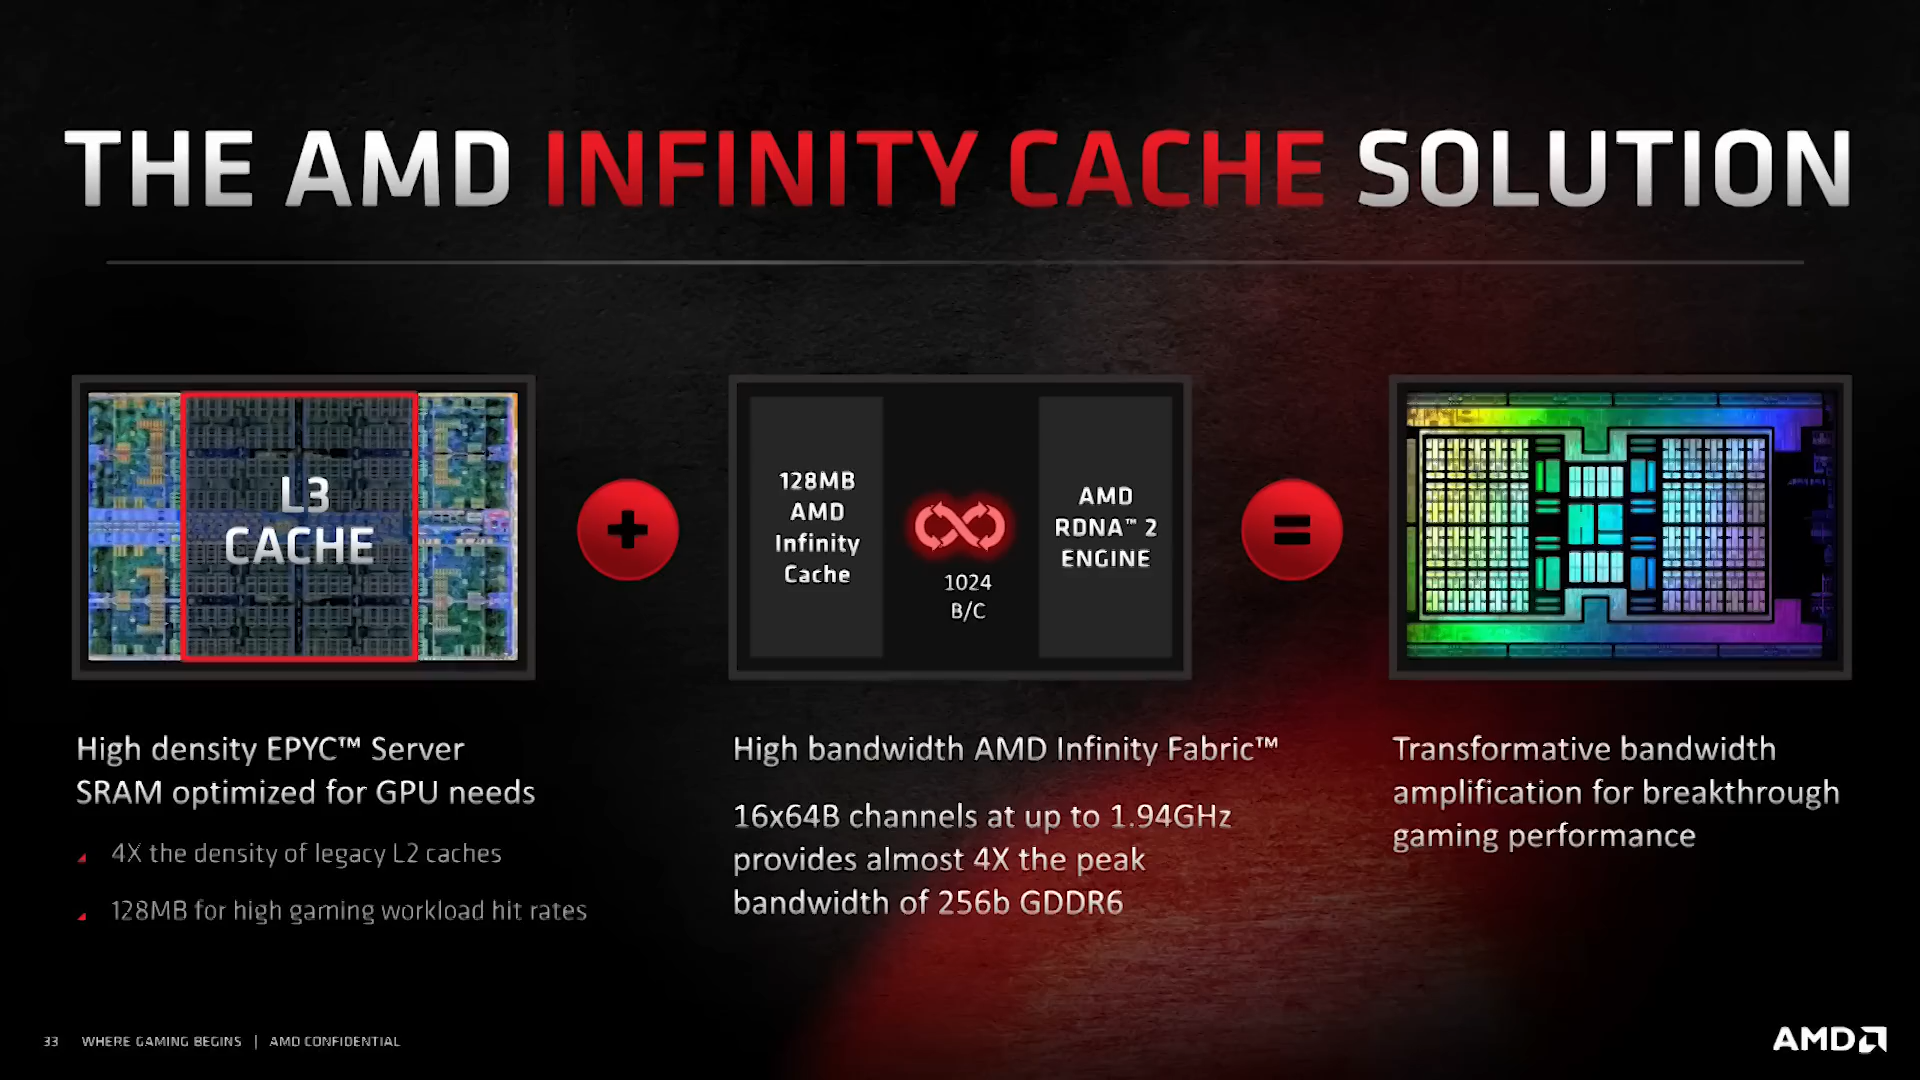 THE AMD INFINITY CACHE SOLUTION
L3
CACHE
+
128MB
AMD
Infinity
Cache
1024
B/C
AMD
RDNA™ 2
ENGINE
=
High density EPYC™ Server
SRAM optimized for GPU needs
4X the density of legacy L2 caches
128MB for high gaming workload hit rates
High bandwidth AMD Infinity Fabric™
16x64B channels at up to 1.94GHz
provides almost 4X the peak
bandwidth of 256b GDDR6
Transformative bandwidth
amplification for breakthrough
gaming performance
33 WHERE GAMING BEGINS | AMD CONFIDENTIAL
AMD